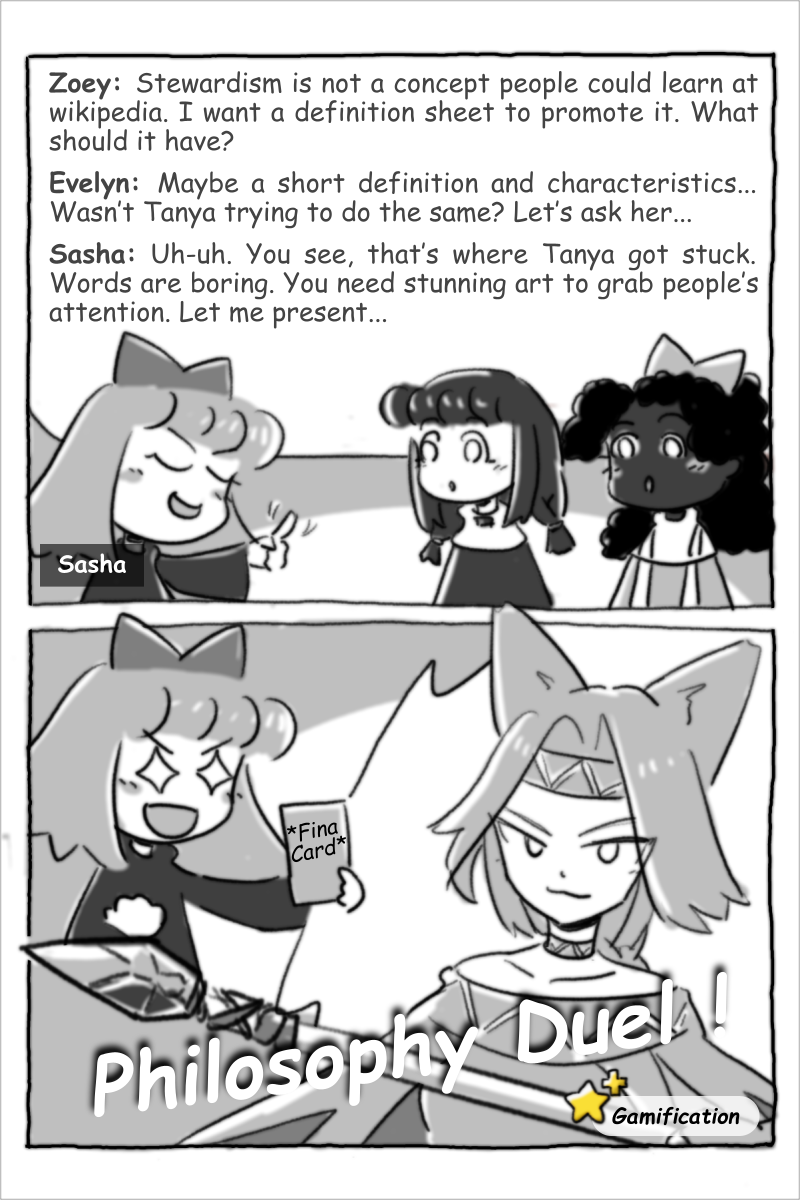 Zoey: Stewardism is not a concept people could learn at
wikipedia. I want a definition sheet to promote it. What
should it have?
Evelyn: Maybe a short definition and characteristics...
Wasn't Tanya trying to do the same? Let's ask her...
Sasha: Uh-uh. You see, that's where Tanya got stuck.
Words are boring. You need stunning art to grab people's
attention. Let me present...
Sasha
*Fina
Card*
Philosophy Duel !
Gamification